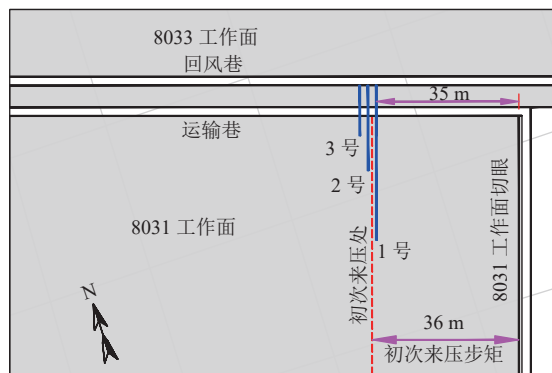 8033 工作面
回风巷
35 m
运输巷
3 号
2 号
8031 工作面
1 号
初次来压处
8031 工作面切眼
N
36 m
初次来压步矩